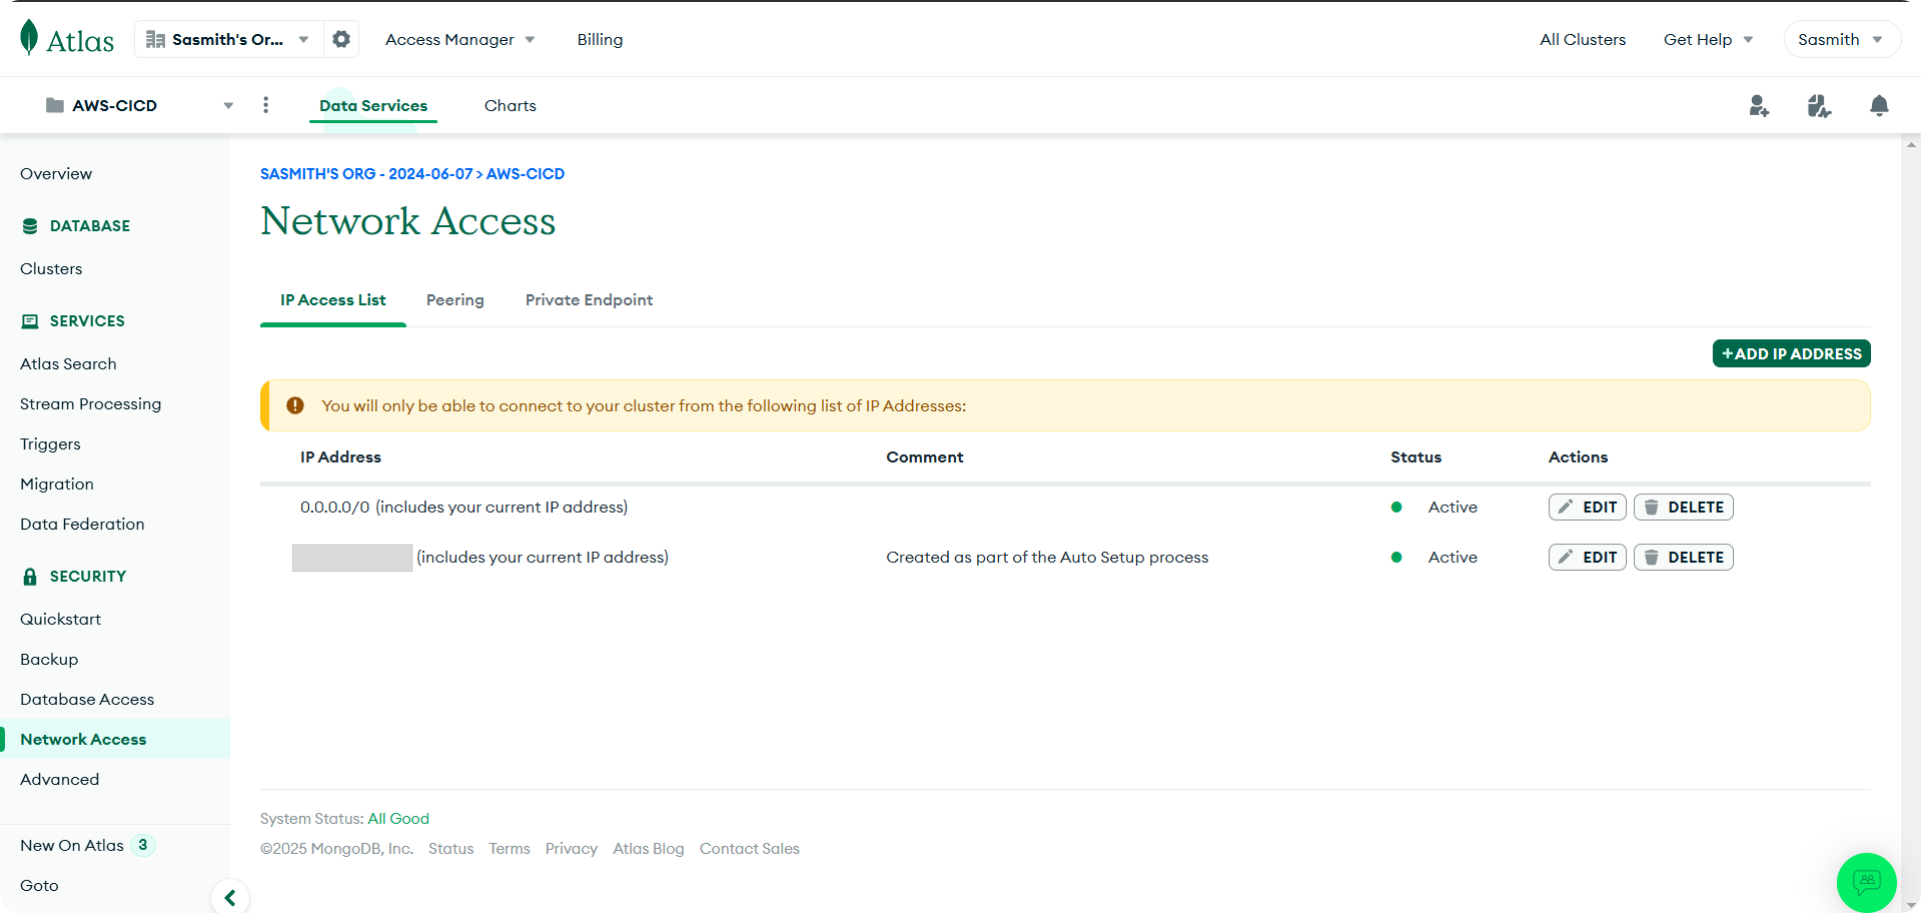 Atlas
Sasmith's Or...
Access Manager
Billing
All Clusters
Get Help
Sasmith
AWS-CICD
Data Services
Charts
Overview
DATABASE
Clusters
SERVICES
Atlas Search
Stream Processing
Triggers
Migration
Data Federation
SECURITY
Quickstart
Backup
Database Access
Network Access
Advanced
New On Atlas 3
Goto
SASMITH'S ORG - 2024-06-07 > AWS-CICD
Network Access
IP Access List
Peering
Private Endpoint
+ADD IP ADDRESS
You will only be able to connect to your cluster from the following list of IP Addresses:
IP Address Comment Status Actions
0.0.0.0/0 (includes your current IP address) Active EDIT DELETE
(includes your current IP address) Created as part of the Auto Setup process Active EDIT DELETE
System Status: All Good
©2025 MongoDB, Inc. Status Terms Privacy Atlas Blog Contact Sales